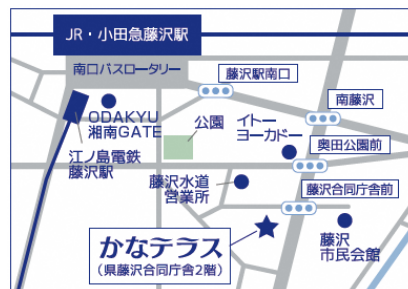 JR・小田急藤沢駅
南口バスロータリー
藤沢駅南口
南藤沢
ODAKYU
湘南GATE
公園
イトー
ヨーカドー
奥田公園前
江ノ島電鉄
藤沢駅
藤沢水道
営業所
藤沢合同庁舎前
かなテラス
(県藤沢合同庁舎2階)
藤沢
市民会館